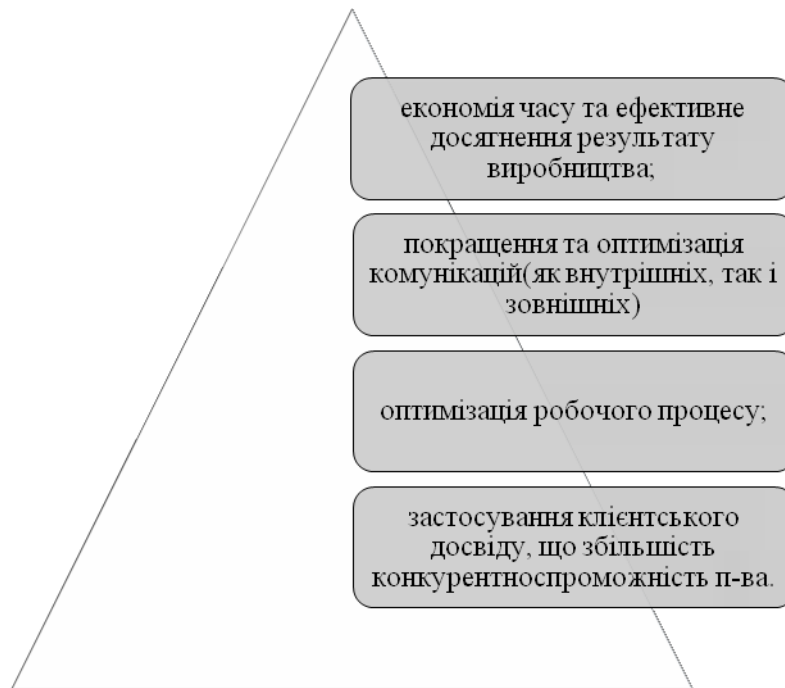 економія часу та ефективне
досягнення результату
виробництва;
покращення та оптимізація
комунікацій(як внутрішніх, так і
зовнішніх)
оптимізація робочого процесу;
застосування клієнтського
досвіду, що збільшість
конкурентноспроможність п-ва.